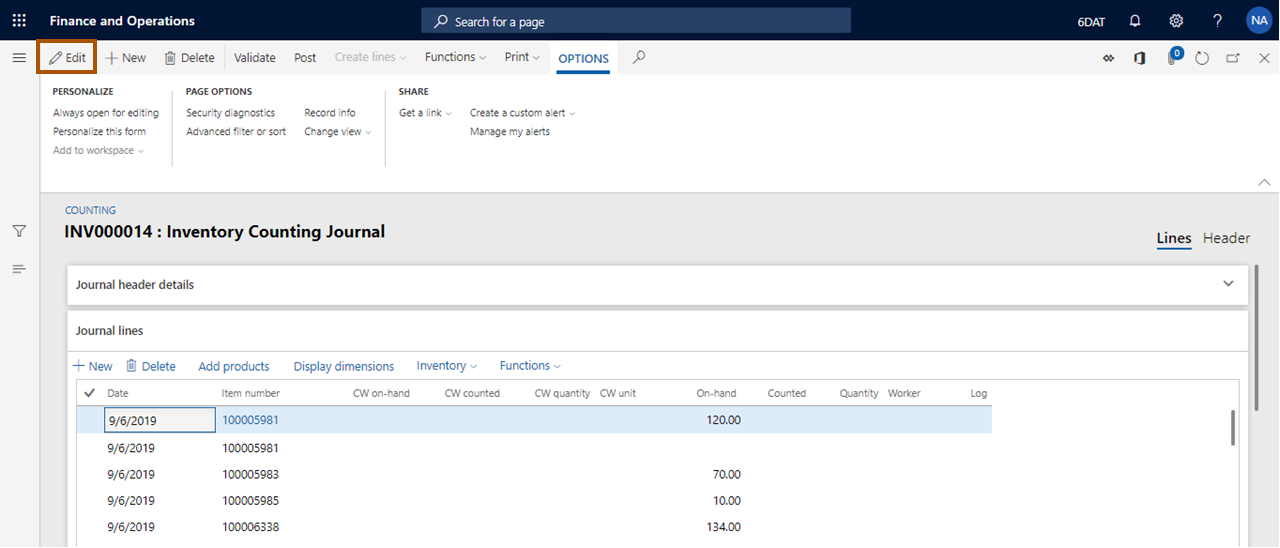 Finance and Operations Search for a page 6DAT ? NA
Edit New Delete Validate Post Create lines Functions Print OPTIONS 0
PERSONALIZE PAGE OPTIONS SHARE
Always open for editing Security diagnostics Record info Get a link Create a custom alert
Personalize this form Advanced filter or sort Change view Manage my alerts
Add to workspace
COUNTING
INV000014 : Inventory Counting Journal
Lines Header
Journal header details
Journal lines
New Delete Add products Display dimensions Inventory Functions
Date Item number CW on-hand CW counted CW quantity CW unit On-hand Counted Quantity Worker Log
9/6/2019 100005981 120.00
9/6/2019 100005981
9/6/2019 100005983 70.00
9/6/2019 100005985 10.00
9/6/2019 100006338 134.00